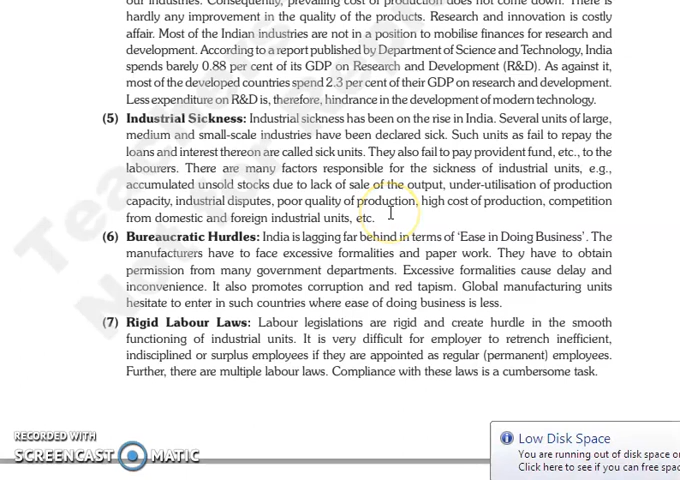 our industries. Consequently, prevailing cost of production does not come down. There is
hardly any improvement in the quality of the products. Research and innovation is costly
affair. Most of the Indian industries are not in a position to mobilise finances for research and
development. According to a report published by Department of Science and Technology, India
spends barely 0.88 per cent of its GDP on Research and Development (R&D). As against it,
most of the developed countries spend 2.3 per cent of their GDP on research and development.
Less expenditure on R&D is, therefore, hindrance in the development of modern technology.
(5) Industrial Sickness: Industrial sickness has been on the rise in India. Several units of large,
medium and small-scale industries have been declared sick. Such units as fail to repay the
loans and interest thereon are called sick units. They also fail to pay provident fund, etc., to the
labourers. There are many factors responsible for the sickness of industrial units, e.g.,
accumulated unsold stocks due to lack of sale of the output, under-utilisation of production
capacity, industrial disputes, poor quality of production, high cost of production, competition
from domestic and foreign industrial units, etc.
(6) Bureaucratic Hurdles: India is lagging far behind in terms of 'Ease in Doing Business'. The
manufacturers have to face excessive formalities and paper work. They have to obtain
permission from many government departments. Excessive formalities cause delay and
inconvenience. It also promotes corruption and red tapism. Global manufacturing units
hesitate to enter in such countries where ease of doing business is less.
(7) Rigid Labour Laws: Labour legislations are rigid and create hurdle in the smooth
functioning of industrial units. It is very difficult for employer to retrench inefficient,
indisciplined or surplus employees if they are appointed as regular (permanent) employees.
Further, there are multiple labour laws. Compliance with these laws is a cumbersome task.
RECORDED WITH
SCREENCAST MATIC
Low Disk Space
You are running out of disk space o
Click here to see if you can free spac